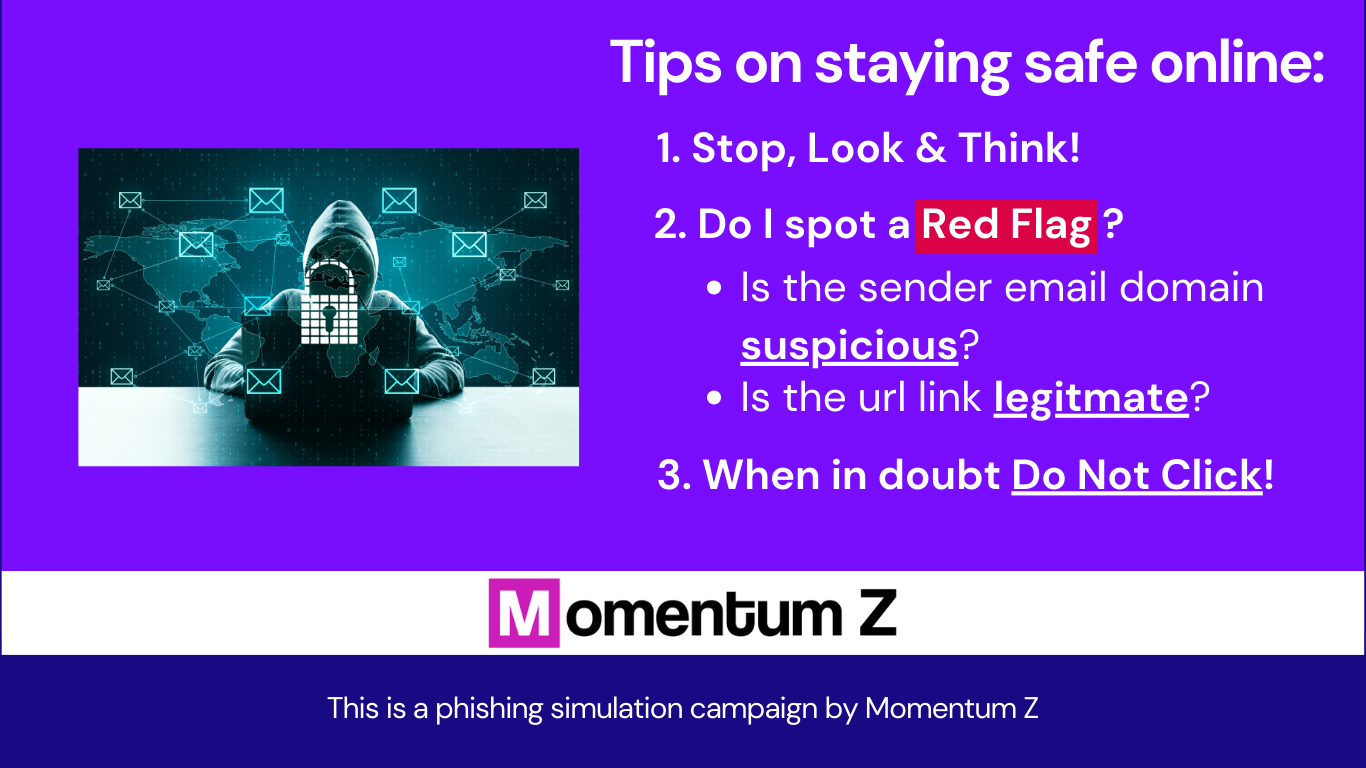 Tips on staying safe online:
1. Stop, Look & Think!
2. Do I spot a Red Flag ?
• Is the sender email domain
suspicious?
• Is the url link legitmate?
3. When in doubt Do Not Click!
Momentum Z
This is a phishing simulation campaign by Momentum Z